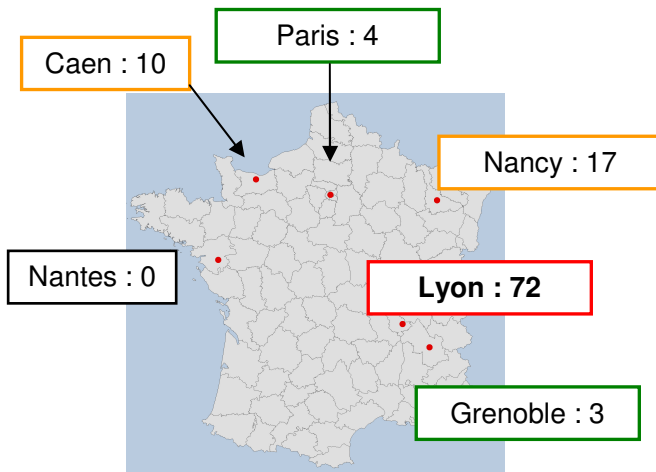 Paris : 4
Caen : 10
Nancy : 17
Nantes : 0
Lyon : 72
Grenoble : 3